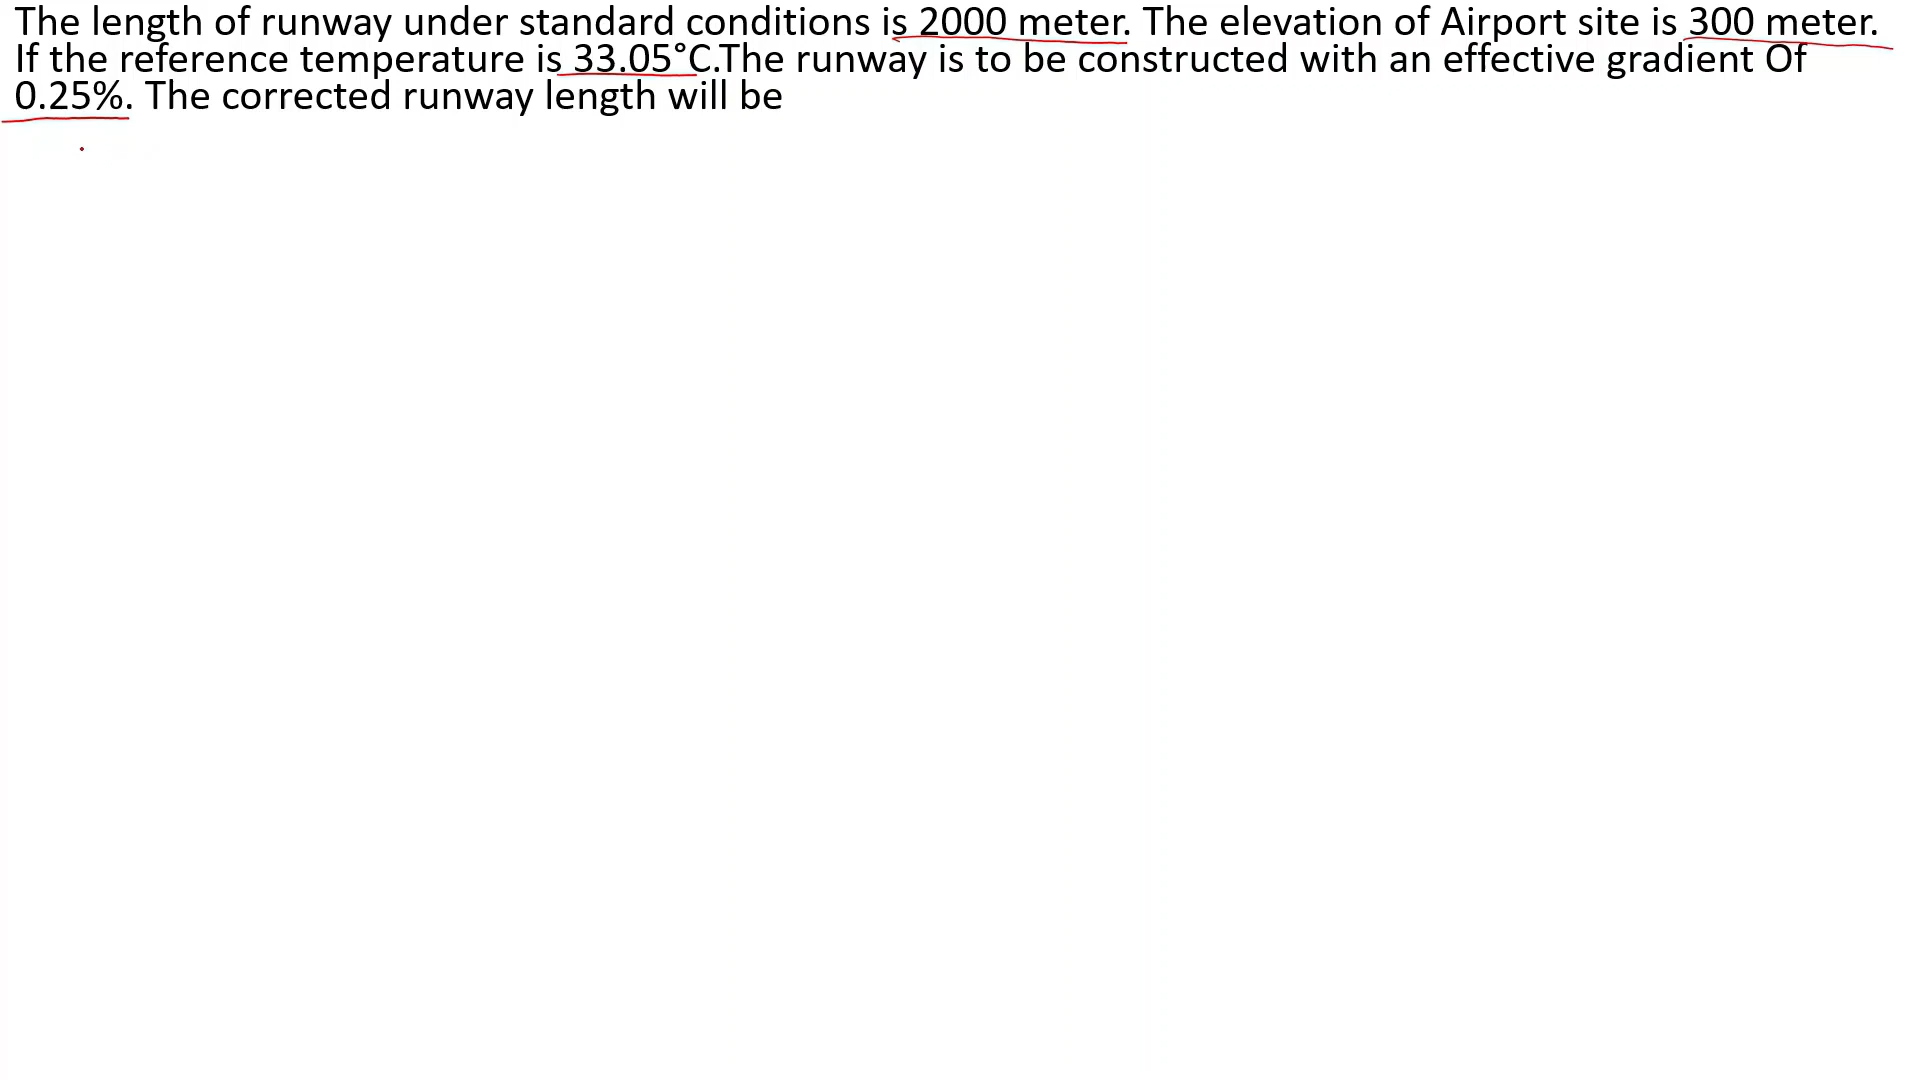 The length of runway under standard conditions is 2000 meter. The elevation of Airport site is 300 meter.
If the reference temperature is 33.05°C.The runway is to be constructed with an effective gradient Of
0.25%. The corrected runway length will be